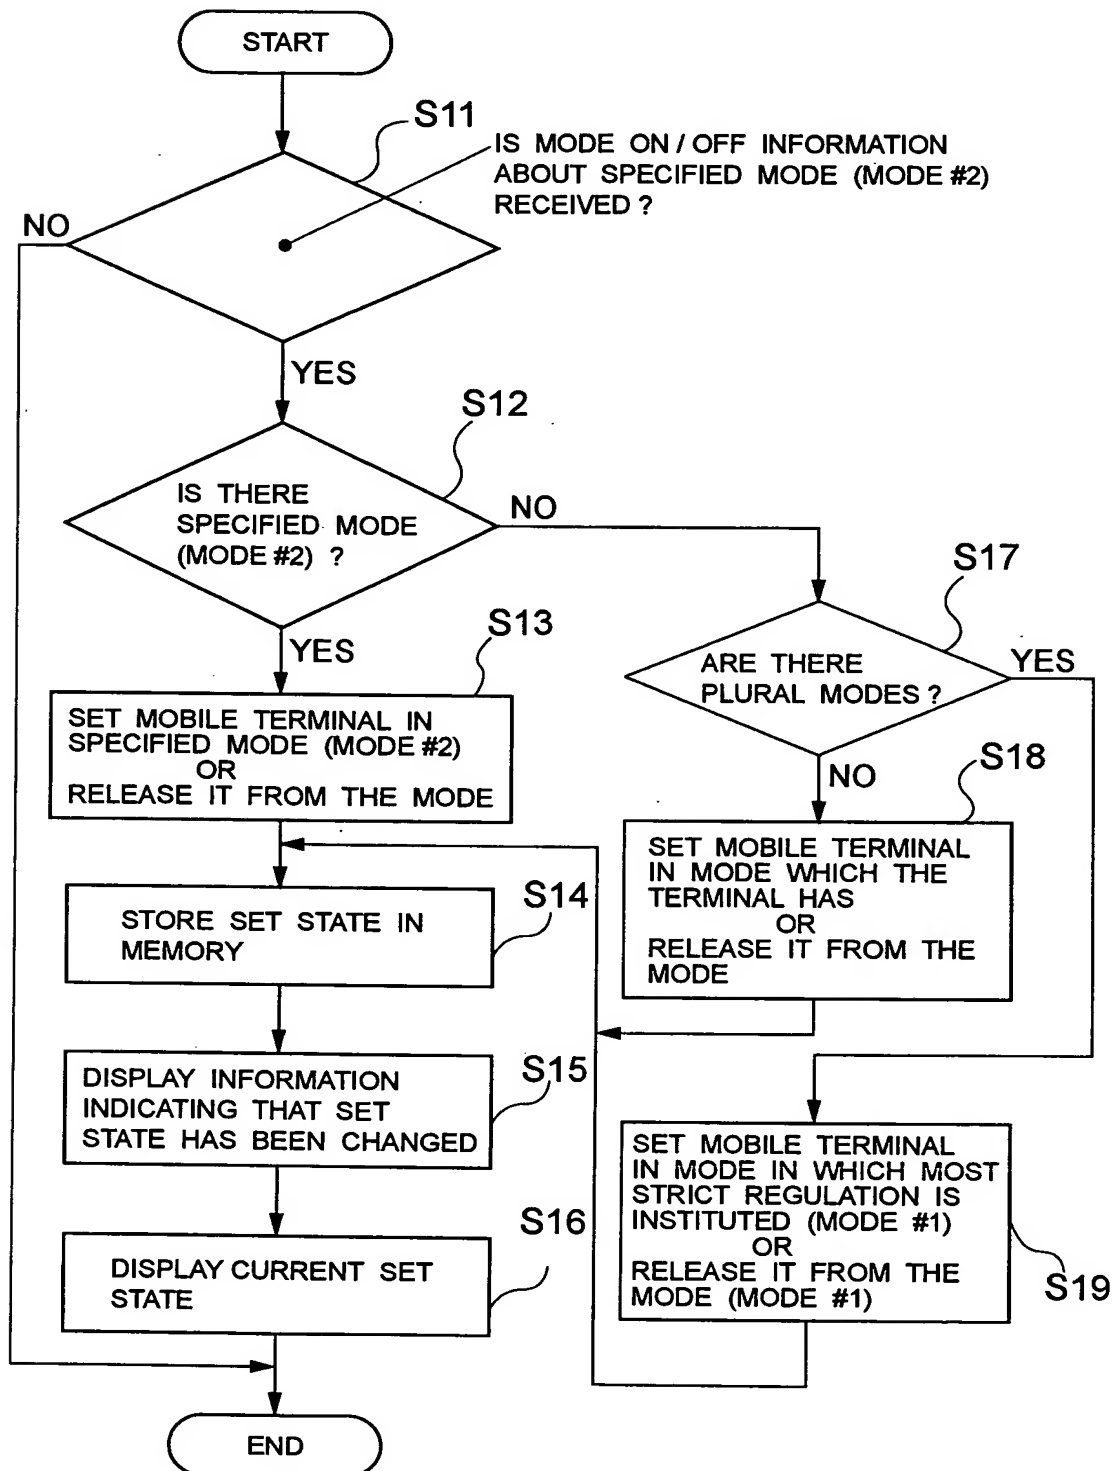 START
S11
IS MODE ON / OFF INFORMATION
ABOUT SPECIFIED MODE (MODE #2)
RECEIVED ?
NO
YES
S12
IS THERE
SPECIFIED MODE
(MODE #2) ?
NO
YES
S13
SET MOBILE TERMINAL IN
SPECIFIED MODE (MODE #2)
OR
RELEASE IT FROM THE MODE
S17
ARE THERE
PLURAL MODES ?
YES
NO
S18
SET MOBILE TERMINAL
IN MODE WHICH THE
TERMINAL HAS
OR
RELEASE IT FROM THE
MODE
S14
STORE SET STATE IN
MEMORY
S15
DISPLAY INFORMATION
INDICATING THAT SET
STATE HAS BEEN CHANGED
S16
DISPLAY CURRENT SET
STATE
SET MOBILE TERMINAL
IN MODE IN WHICH MOST
STRICT REGULATION IS
INSTITUTED (MODE #1)
OR
RELEASE IT FROM THE
MODE (MODE #1)
S19
END